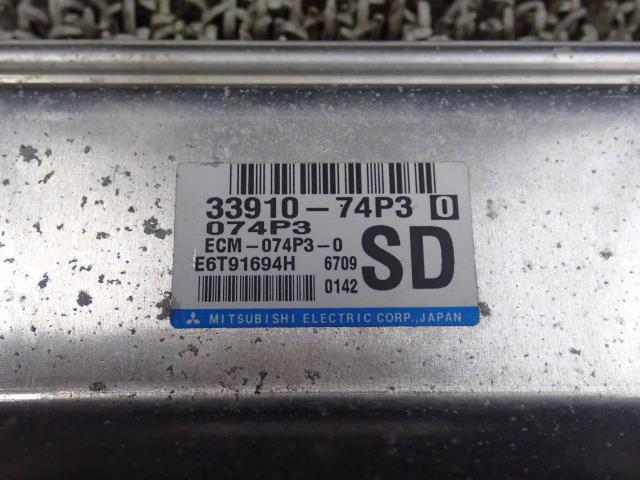 33910-74P3 0
074P3
ECM-074P3-0
E6T91694H 6709
0142
SD
MITSUBISHI ELECTRIC CORP., JAPAN